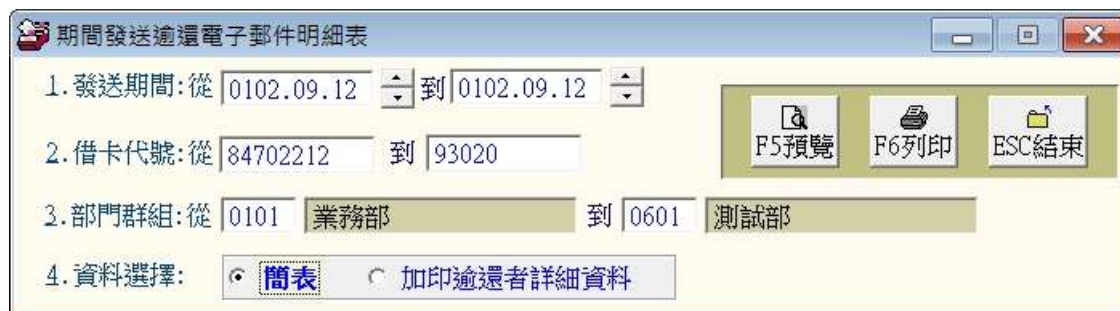 期間發送逾還電子郵件明細表
1.發送期間:從 0102.09.12 到 0102.09.12
2.借卡代號:從 84702212 到 93020
3.部門群組:從 0101 業務部 到 0601 測試部
4.資料選擇: 簡表 加印逾還者詳細資料
F5預覽 F6列印 ESC結束